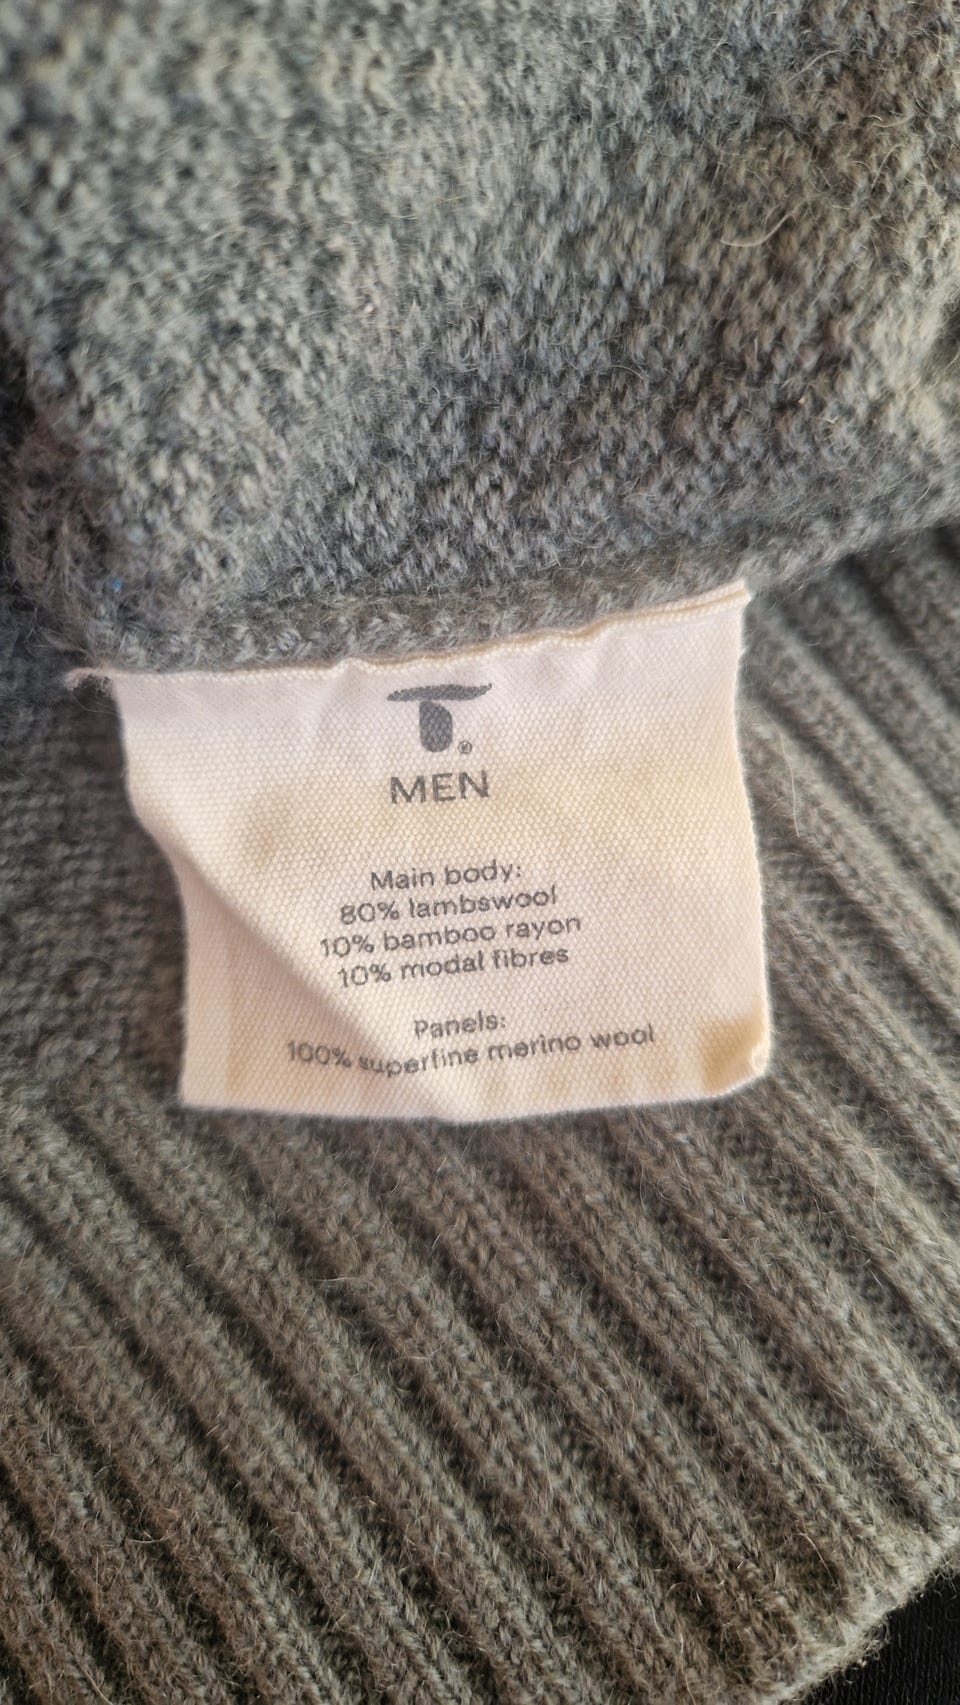 T®
MEN
Main body:
80% lambswool
10% bamboo rayon
10% modal fibres
Panels:
100% superfine merino wool